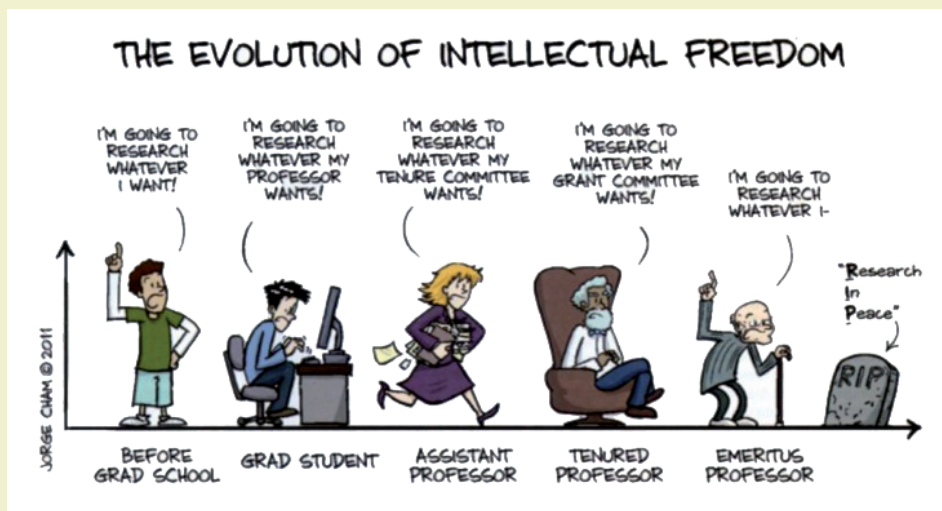 THE EVOLUTION OF INTELLECTUAL FREEDOM
I'M GOING TO
RESEARCH
WHATEVER
I WANT!
I'M GOING TO
RESEARCH
WHATEVER MY
PROFESSOR
WANTS!
I'M GOING TO
RESEARCH
WHATEVER MY
TENURE COMMITTEE
WANTS!
I'M GOING TO
RESEARCH
WHATEVER MY
GRANT COMMITTEE
WANTS!
I'M GOING TO
RESEARCH
WHATEVER I-
"Research
In
Peace"
RIP
BEFORE
GRAD SCHOOL
GRAD STUDENT
ASSISTANT
PROFESSOR
TENURED
PROFESSOR
EMERITUS
PROFESSOR
JORGE CHAM © 2011